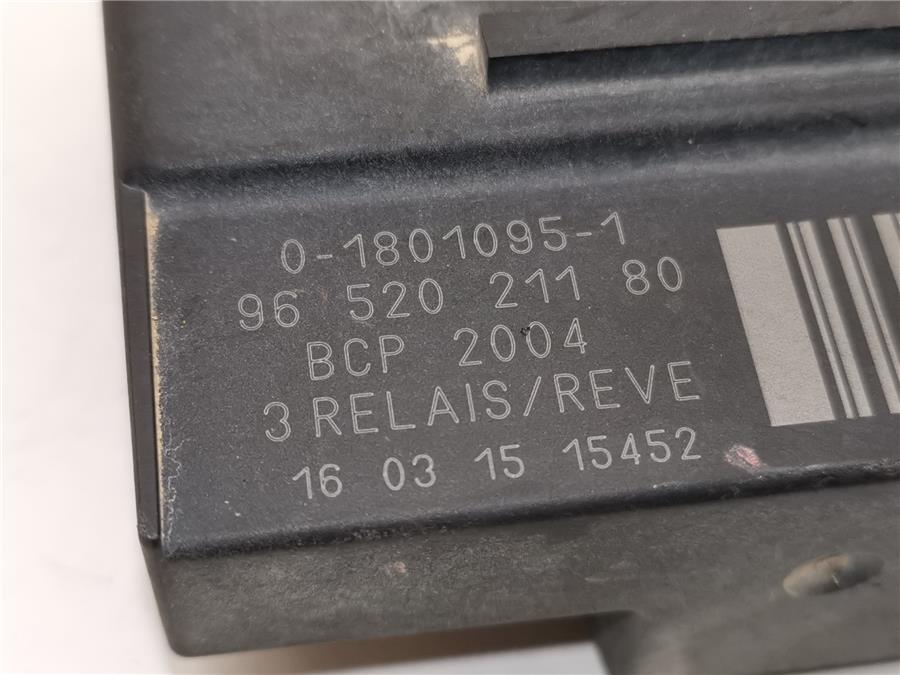 0-1801095-1
96 520 211 80
BCP 2004
3 RELAIS/REVE
16 03 15 15452